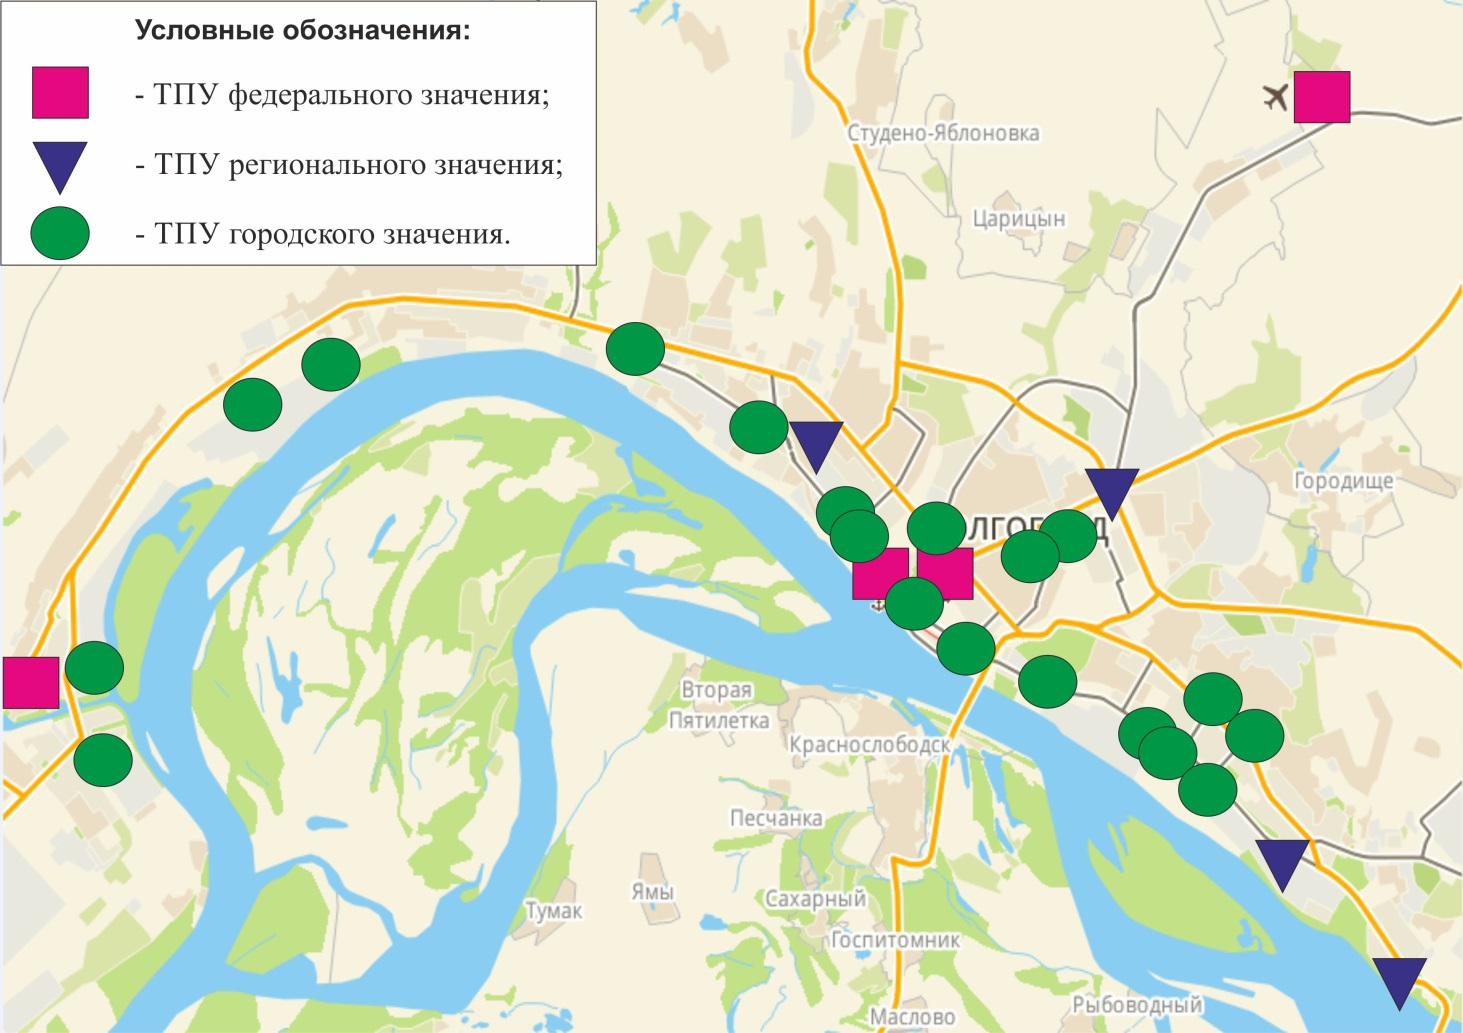 Условные обозначения:
- ТПУ федерального значения;
- ТПУ регионального значения;
- ТПУ городского значения.
Студено-Яблоновка
Царицын
Городище
ОЛГОГ
Д
Вторая
Пятилетка
Краснослободск
Песчанка
Ямы
Сахарный
Тумак
Госпитомник
Рыбоводный
Маслово